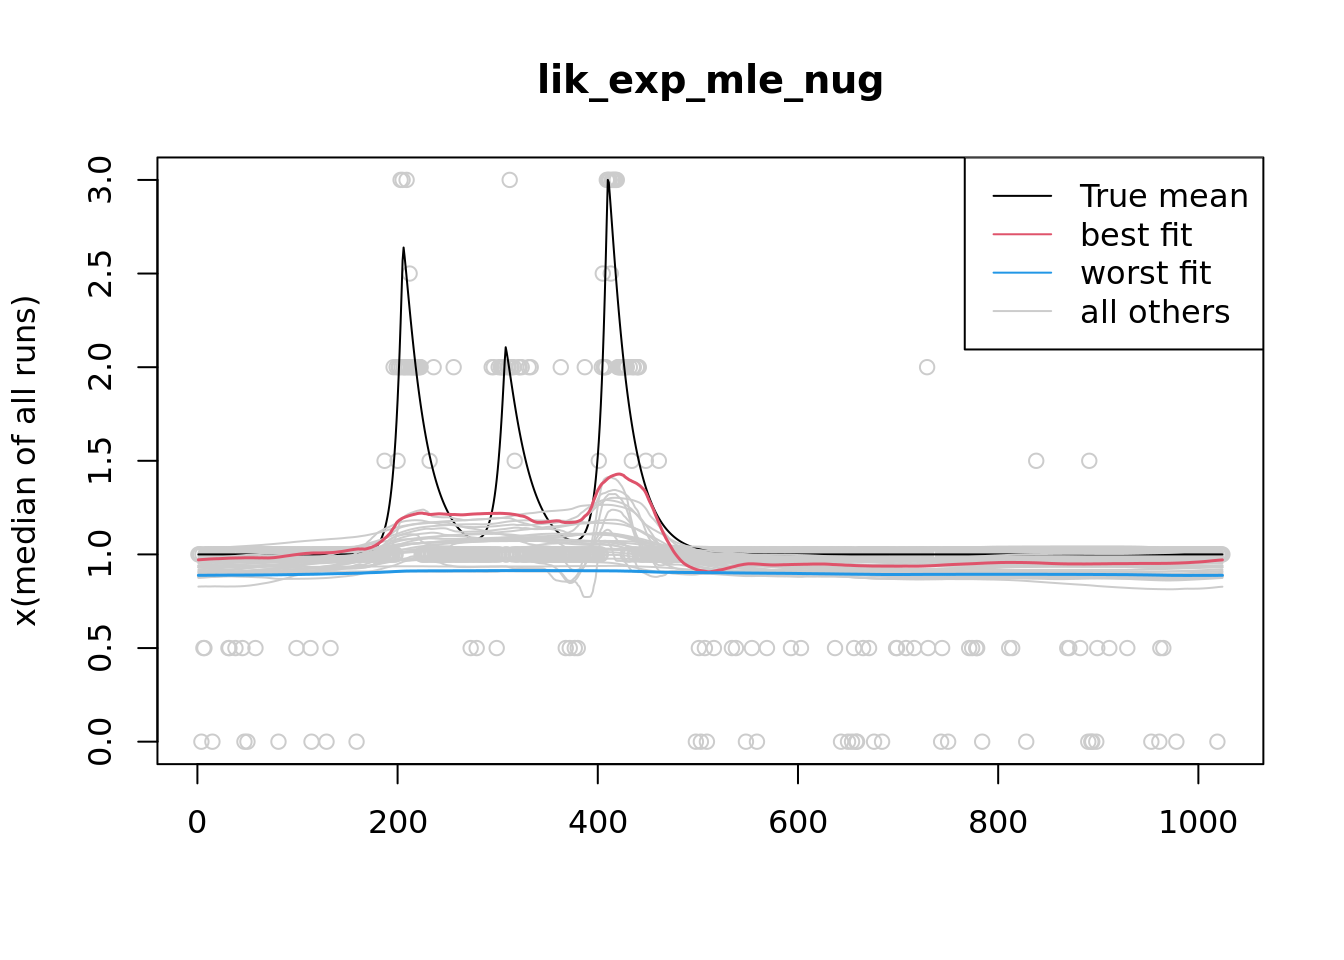 lik_exp_mle_nug
True mean
best fit
worst fit
all others
x(median of all runs)
3.0
2.5
2.0
1.5
1.0
0.5
0.0
0 200 400 600 800 1000